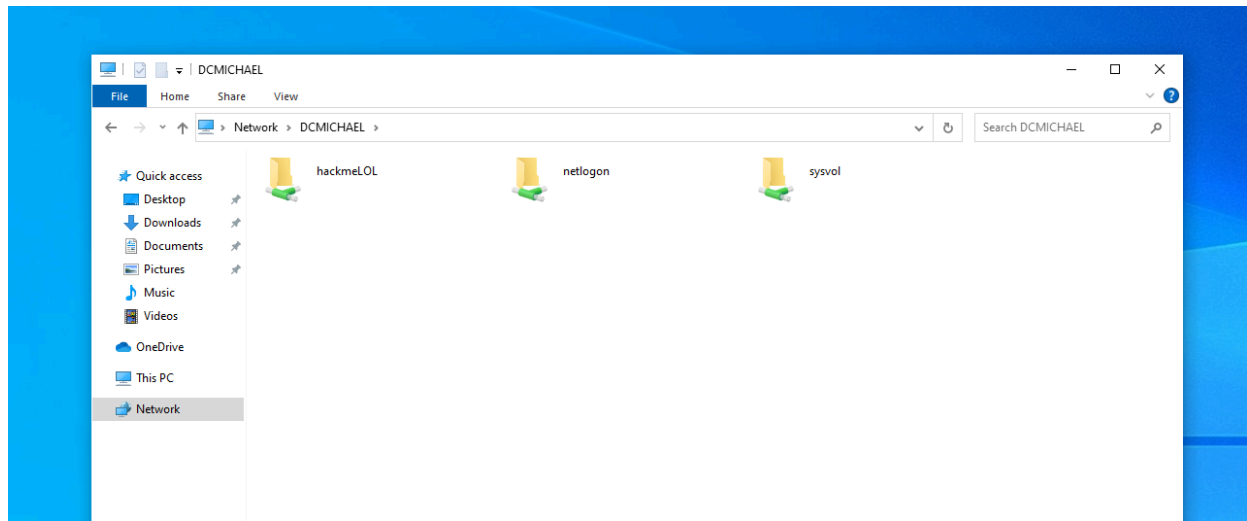 DCMICHAEL
File Home Share View
Network > DCMICHAEL >
Search DCMICHAEL
Quick access
Desktop
Downloads
Documents
Pictures
Music
Videos
OneDrive
This PC
Network
hackmeLOL netlogon sysvol